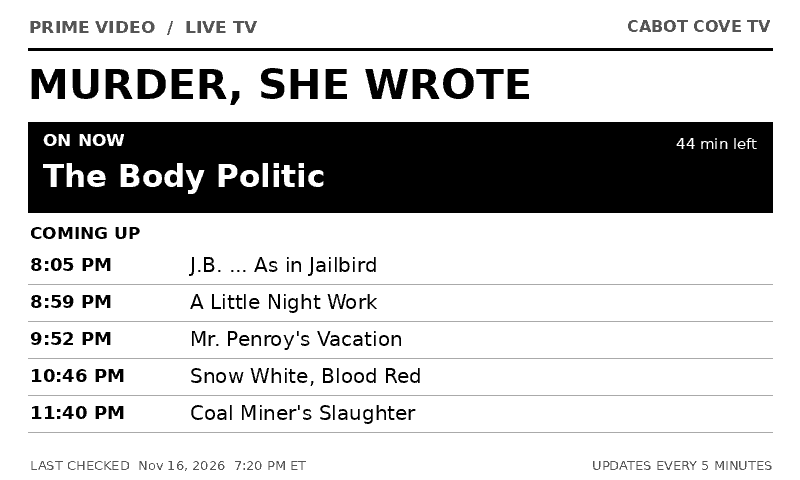 PRIME VIDEO / LIVE TV CABOT COVE TV
MURDER, SHE WROTE
ON NOW 44 min left
The Body Politic
COMING UP
8:05 PM J.B. ... As in Jailbird
8:59 PM A Little Night Work
9:52 PM Mr. Penroy's Vacation
10:46 PM Snow White, Blood Red
11:40 PM Coal Miner's Slaughter
LAST CHECKED Nov 16, 2026 7:20 PM ET UPDATES EVERY 5 MINUTES